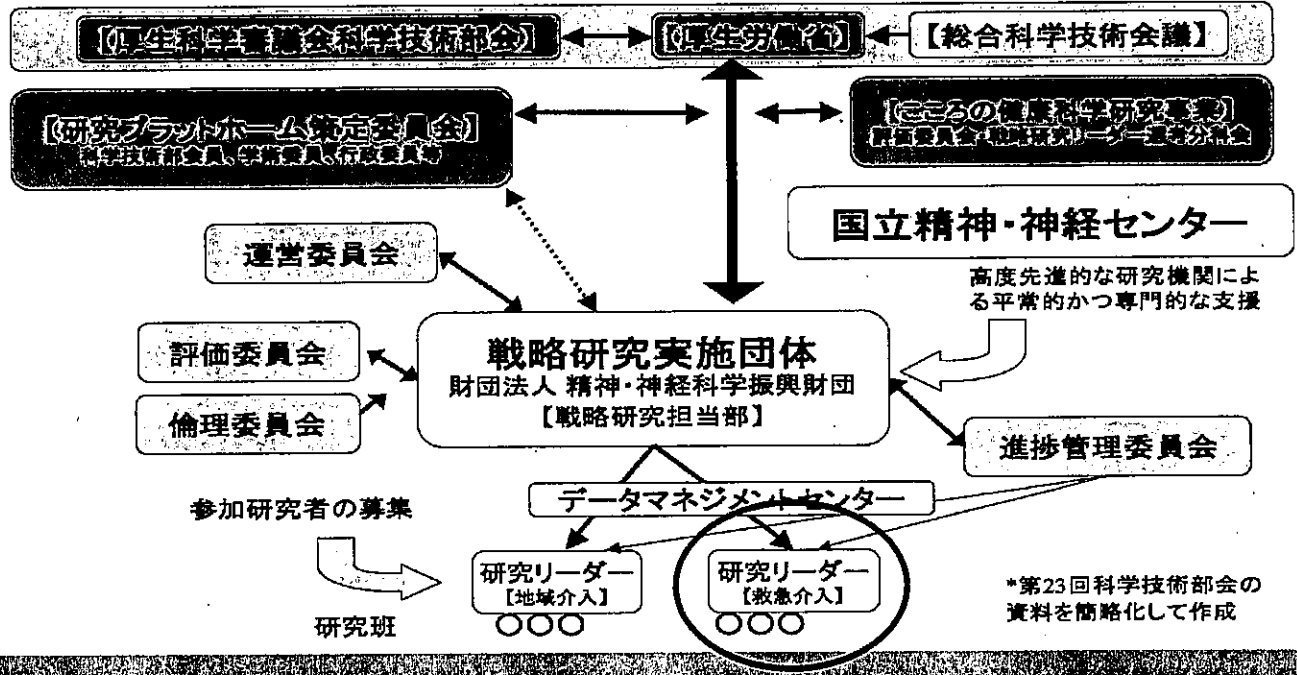 【厚生科学審議会科学技術部会】
【厚生労働省】
【総合科学技術会議】
【研究プラットホーム策定委員会】
科学技術部会員、学術委員、行政委員等
【こころの健康科学研究事業】
評価委員会・戦略研究リーダー選考分科会
国立精神・神経センター
高度先進的な研究機関によ
る平常的かつ専門的な支援
運営委員会
評価委員会
倫理委員会
戦略研究実施団体
財団法人 精神・神経科学振興財団
【戦略研究担当部】
進捗管理委員会
データマネジメントセンター
参加研究者の募集
研究リーダー
【地域介入】
研究リーダー
【救急介入】
研究班
*第23回科学技術部会の
資料を簡略化して作成